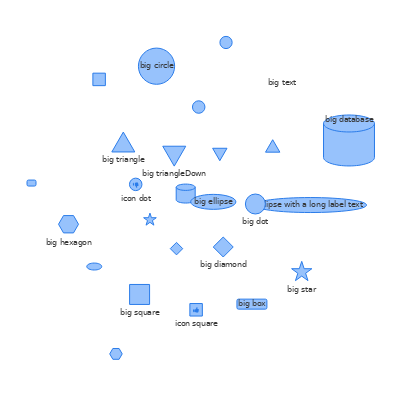 big circle
big text
big database
big triangle
big triangleDown
icon dot
big ellipse
ipse with a long label text
big dot
big hexagon
big diamond
big star
big box
big square
icon square